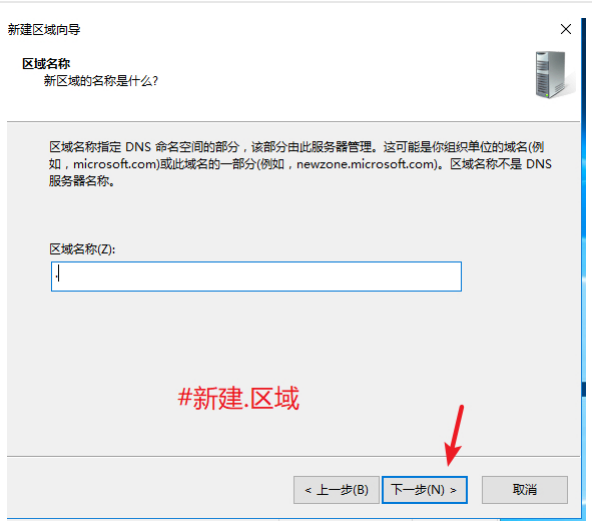 新建区域向导
区域名称
新区域的名称是什么?
区域名称指定 DNS 命名空间的部分，该部分由此服务器管理。这可能是你组织单位的域名(例
如，microsoft.com)或此域名的一部分(例如，newzone.microsoft.com)。区域名称不是 DNS
服务器名称。
区域名称(Z):
.
#新建.区域
< 上一步(B) 下一步(N) > 取消